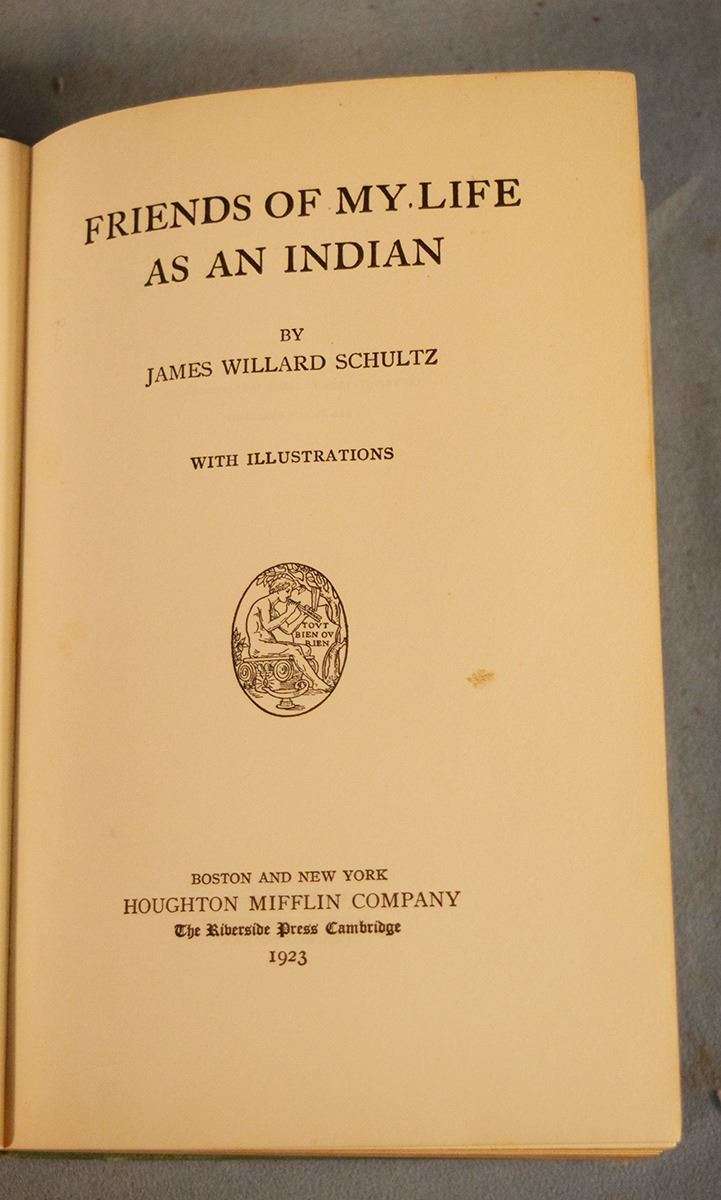 FRIENDS OF MY LIFE
AS AN INDIAN
BY
JAMES WILLARD SCHULTZ
WITH ILLUSTRATIONS
TOVT
BIEN OV
RIEN
BOSTON AND NEW YORK
HOUGHTON MIFFLIN COMPANY
The Riverside Press Cambridge
1923